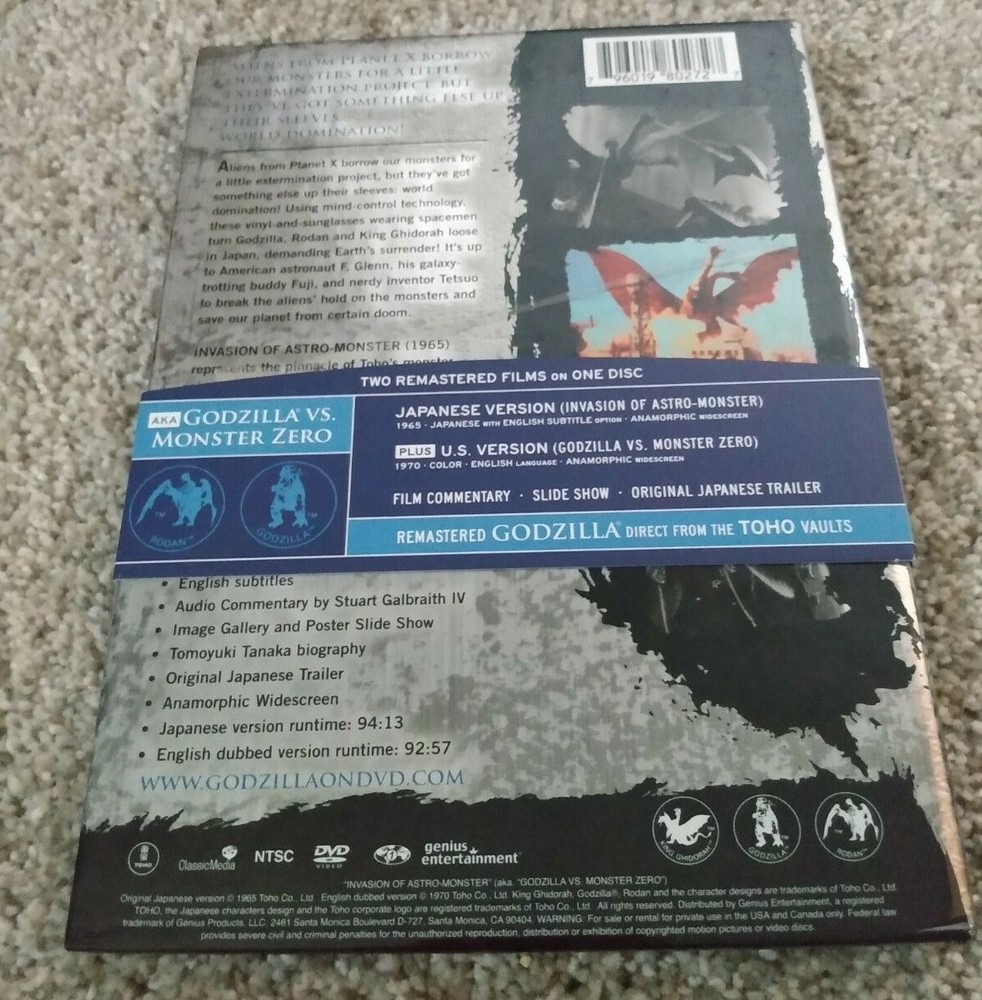 ALIENS FROM PLANET X BORROW
OUR MONSTERS FOR A LITTLE
EXTERMINATION PROJECT, BUT
THEY'VE GOT SOMETHING ELSE UP
THEIR SLEEVES...
WORLD DOMINATION!
7 96019 80272 7
Aliens from Planet X borrow our monsters for
a little extermination project, but they've got
something else up their sleeves: world
domination! Using mind-control technology,
these vinyl-and-sunglasses wearing spacemen
turn Godzilla, Rodan and King Ghidorah loose
in Japan, demanding Earth's surrender! It's up
to American astronaut F. Glenn, his galaxy-
trotting buddy Fuji, and nerdy inventor Tetsuo
to break the aliens' hold on the monsters and
save our planet from certain doom.
INVASION OF ASTRO-MONSTER (1965)
represents the pinnacle of Toho's monster
TWO REMASTERED FILMS ON ONE DISC
AKA GODZILLA® VS.
MONSTER ZERO
RODAN™
GODZILLA™
JAPANESE VERSION (INVASION OF ASTRO-MONSTER)
1965 · JAPANESE WITH ENGLISH SUBTITLE OPTION · ANAMORPHIC WIDESCREEN
PLUS U.S. VERSION (GODZILLA VS. MONSTER ZERO)
1970 · COLOR · ENGLISH LANGUAGE · ANAMORPHIC WIDESCREEN
FILM COMMENTARY · SLIDE SHOW · ORIGINAL JAPANESE TRAILER
REMASTERED GODZILLA® DIRECT FROM THE TOHO VAULTS
• English subtitles
• Audio Commentary by Stuart Galbraith IV
• Image Gallery and Poster Slide Show
• Tomoyuki Tanaka biography
• Original Japanese Trailer
• Anamorphic Widescreen
• Japanese version runtime: 94:13
• English dubbed version runtime: 92:57
WWW.GODZILLAONDVD.COM
KING GHIDORAH™
GODZILLA™
RODAN™
TOHO
ClassicMedia
NTSC
DVD
VIDEO
genius
entertainment™
"INVASION OF ASTRO-MONSTER" (aka. "GODZILLA VS. MONSTER ZERO")
Original Japanese version © 1965 Toho Co., Ltd. English dubbed version © 1970 Toho Co., Ltd. King Ghidorah, Godzilla®, Rodan and the character designs are trademarks of Toho Co., Ltd.
TOHO, the Japanese characters design and the Toho corporate logo are registered trademarks of Toho Co., Ltd. All rights reserved. Distributed by Genius Entertainment, a registered
trademark of Genius Products, LLC, 2481 Santa Monica Boulevard D-727, Santa Monica, CA 90404. WARNING: For sale or rental for private use in the USA and Canada only. Federal law
provides severe civil and criminal penalties for the unauthorized reproduction, distribution or exhibition of copyrighted motion pictures or video discs.